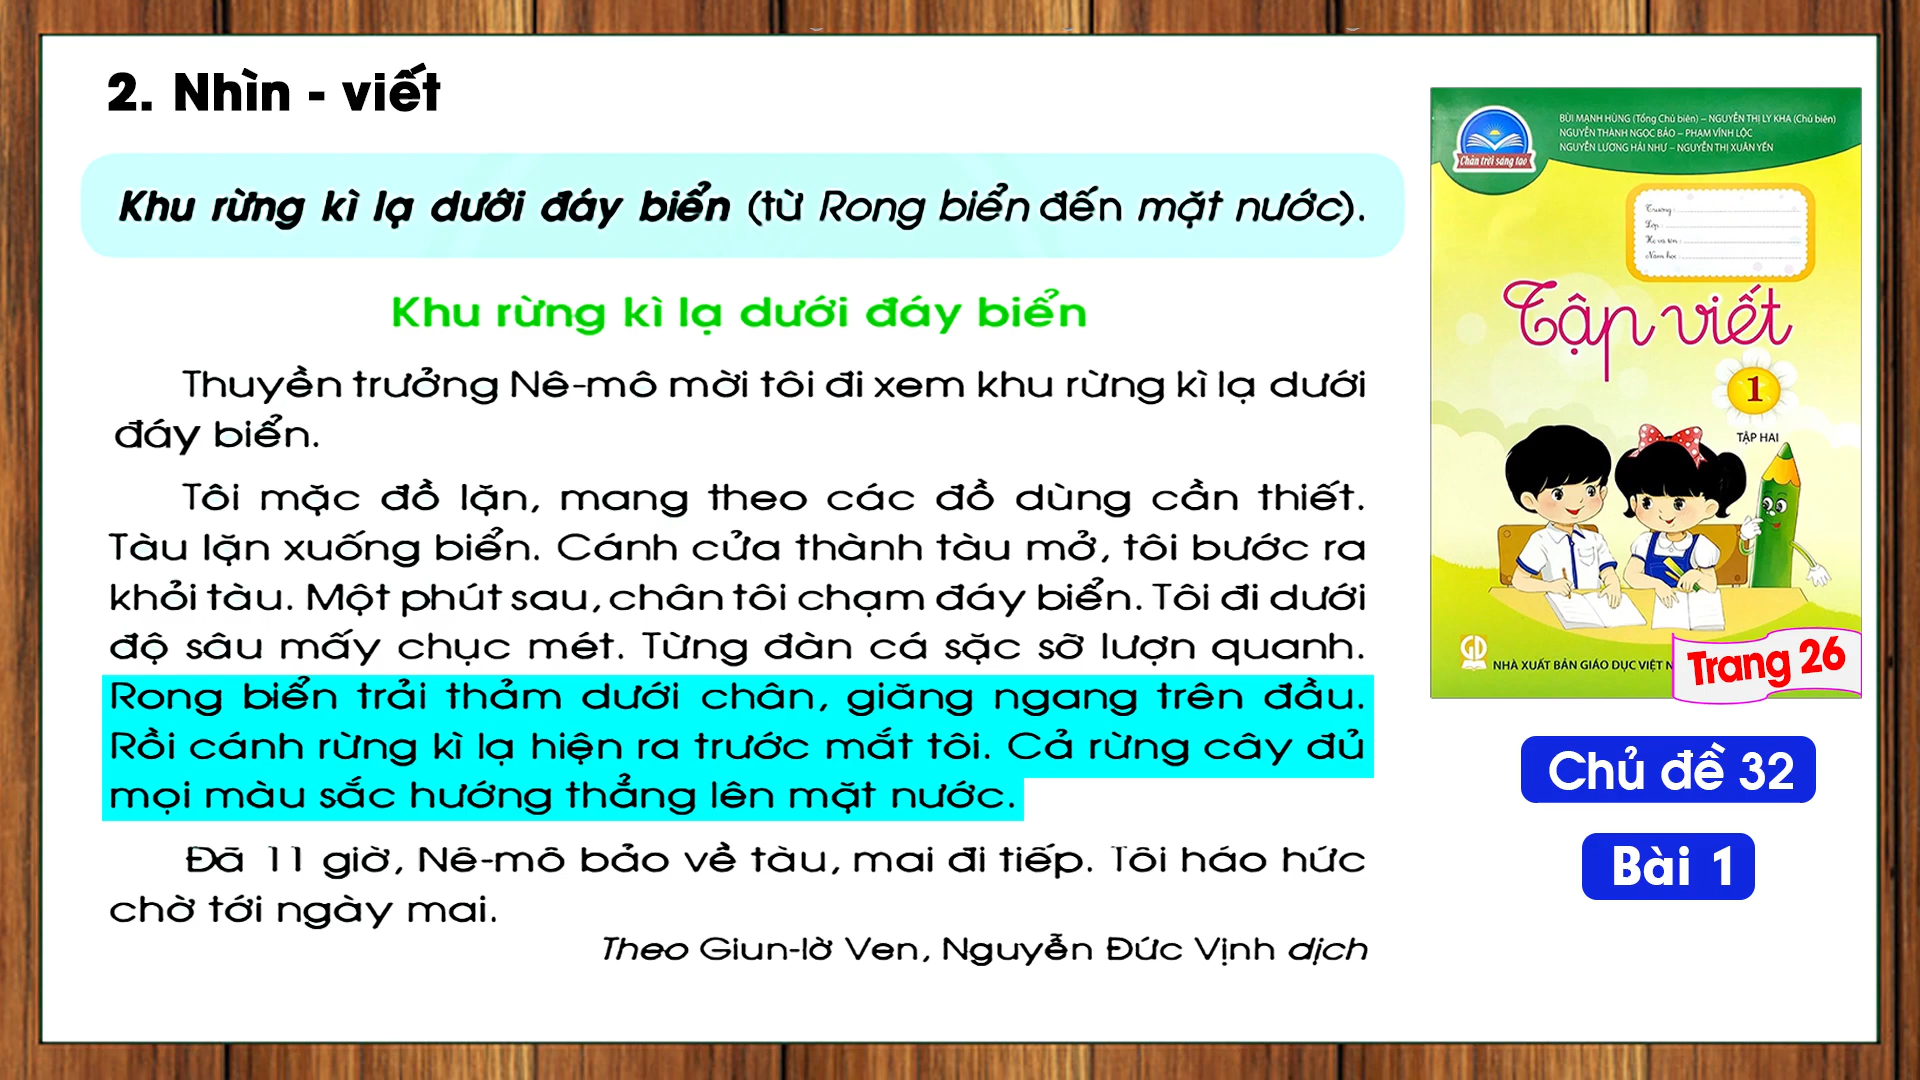 2. Nhìn - viết
Khu rừng kì lạ dưới đáy biển (từ Rong biển đến mặt nước).
Khu rừng kì lạ dưới đáy biển
Thuyền trưởng Nê-mô mời tôi đi xem khu rừng kì lạ dưới
đáy biển.
Tôi mặc đồ lặn, mang theo các đồ dùng cần thiết.
Tàu lặn xuống biển. Cánh cửa thành tàu mở, tôi bước ra
khỏi tàu. Một phút sau, chân tôi chạm đáy biển. Tôi đi dưới
độ sâu mấy chục mét. Từng đàn cá sặc sỡ lượn quanh.
Rong biển trải thảm dưới chân, giăng ngang trên đầu.
Rồi cánh rừng kì lạ hiện ra trước mắt tôi. Cả rừng cây đủ
mọi màu sắc hướng thẳng lên mặt nước.
Đã 11 giờ, Nê-mô bảo về tàu, mai đi tiếp. Tôi háo hức
chờ tới ngày mai.
Theo Giun-lờ Ven, Nguyễn Đức Vịnh dịch
BÙI MẠNH HÙNG (Tổng Chủ biên) – NGUYỄN THỊ LY KHA (Chủ biên)
NGUYỄN THÀNH NGỌC BẢO – PHẠM VĨNH LỘC
NGUYỄN LƯƠNG HẢI NHƯ – NGUYỄN THỊ XUÂN YẾN
Chân trời sáng tạo
Trường :
Lớp :
Họ và tên :
Năm học :
Tập viết
1
TẬP HAI
GD
NHÀ XUẤT BẢN GIÁO DỤC VIỆT N
Trang 26
Chủ đề 32
Bài 1